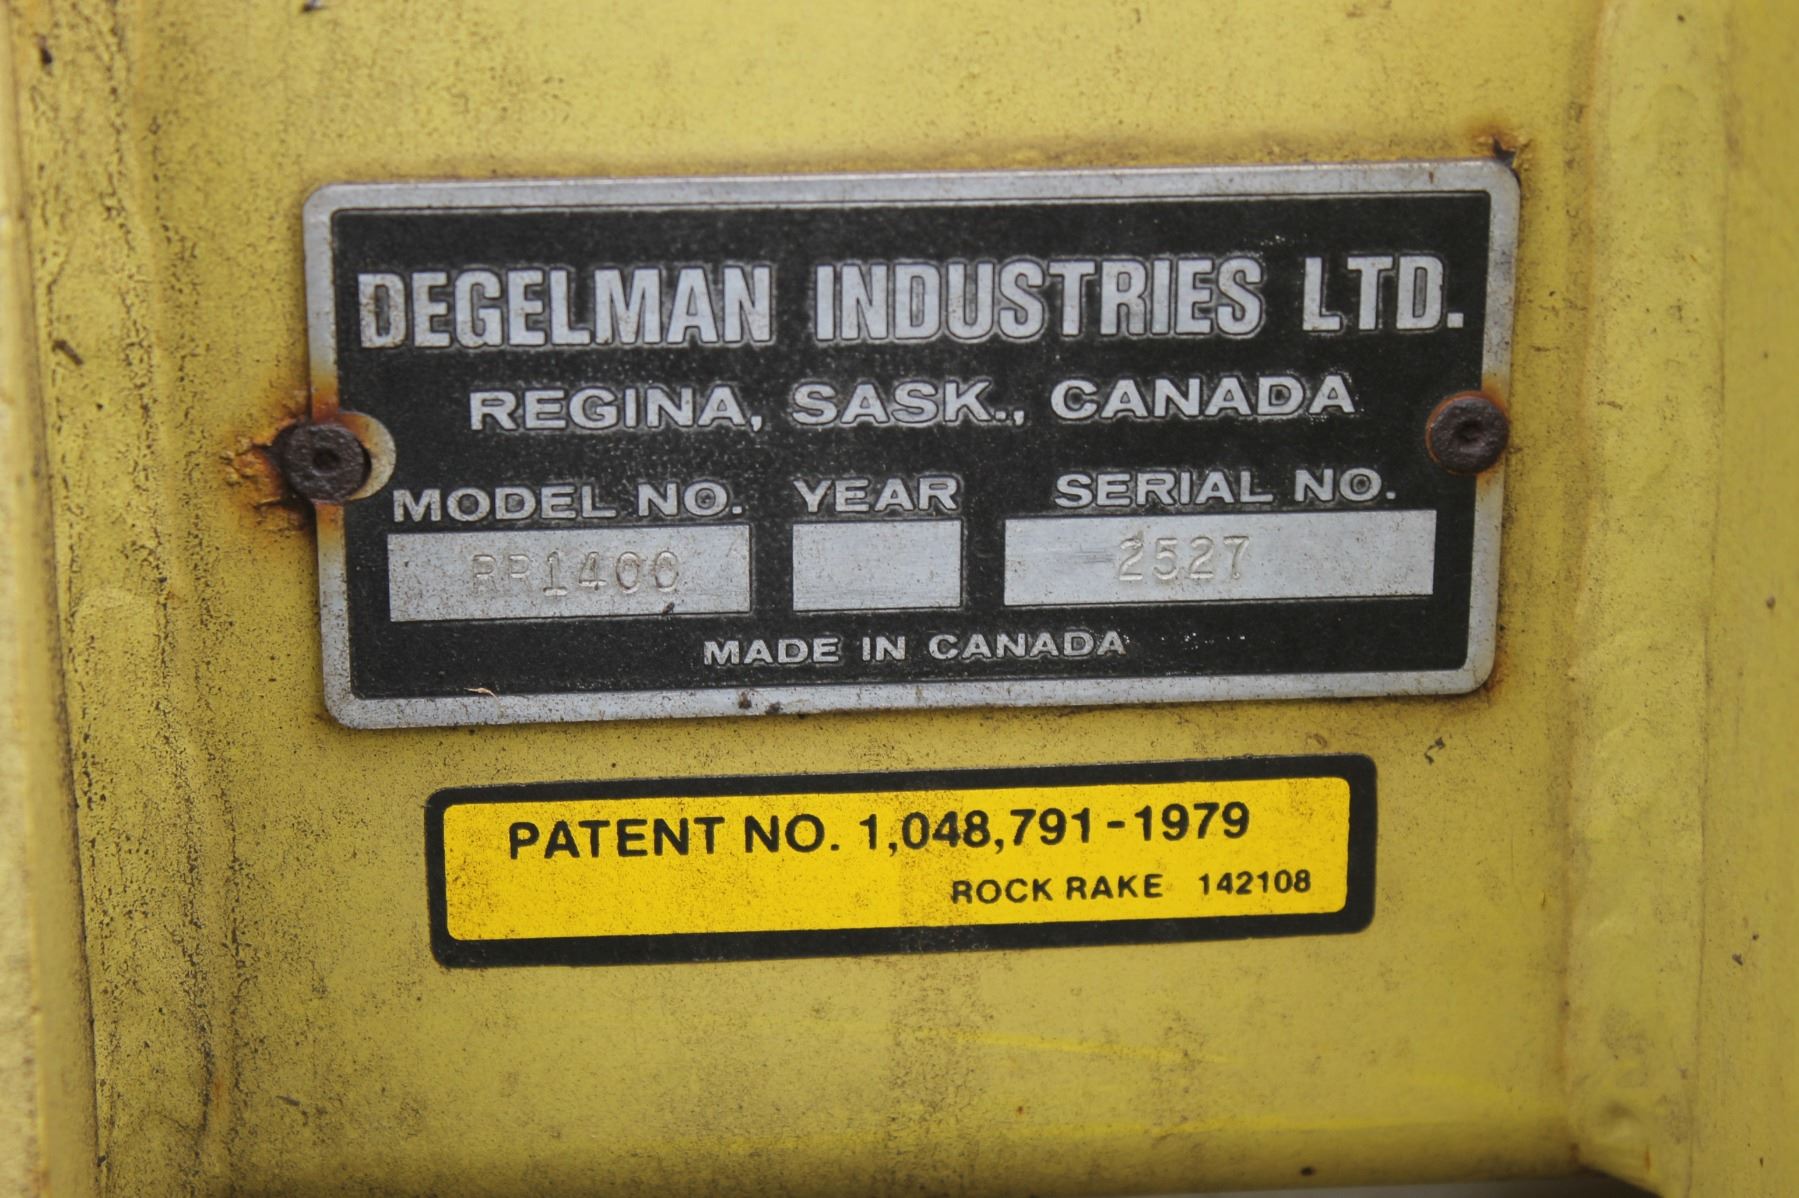 DEGELMAN INDUSTRIES LTD.
REGINA, SASK., CANADA
MODEL NO. YEAR SERIAL NO.
RR1400 2527
MADE IN CANADA
PATENT NO. 1,048,791-1979
ROCK RAKE 142108